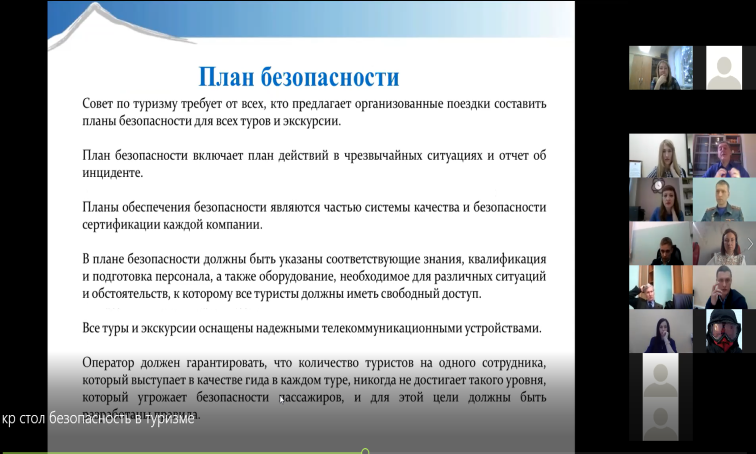 План безопасности
Совет по туризму требует от всех, кто предлагает организованные поездки составить
планы безопасности для всех туров и экскурсии.
План безопасности включает план действий в чрезвычайных ситуациях и отчет об
инциденте.
Планы обеспечения безопасности являются частью системы качества и безопасности
сертификации каждой компании.
В плане безопасности должны быть указаны соответствующие знания, квалификация
и подготовка персонала, а также оборудование, необходимое для различных ситуаций
и обстоятельств, к которому все туристы должны иметь свободный доступ.
Все туры и экскурсии оснащены надежными телекоммуникационными устройствами.
Оператор должен гарантировать, что количество туристов на одного сотрудника,
который выступает в качестве гида в каждом туре, никогда не достигает такого уровня,
который угрожает безопасности пассажиров, и для этой цели должны быть
разработаны правила.
кр стол безопасность в туризме